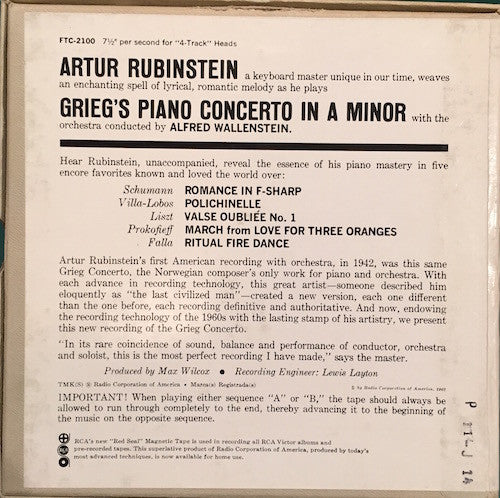 FTC-2100 7½" per second for "4-Track" Heads
ARTUR RUBINSTEIN a keyboard master unique in our time, weaves
an enchanting spell of lyrical, romantic melody as he plays
GRIEG'S PIANO CONCERTO IN A MINOR with the
orchestra conducted by ALFRED WALLENSTEIN.
Hear Rubinstein, unaccompanied, reveal the essence of his piano mastery in five
encore favorites known and loved the world over:
Schumann ROMANCE IN F-SHARP
Villa-Lobos POLICHINELLE
Liszt VALSE OUBLIÉE No. 1
Prokofieff MARCH from LOVE FOR THREE ORANGES
Falla RITUAL FIRE DANCE
Artur Rubinstein's first American recording with orchestra, in 1942, was this same
Grieg Concerto, the Norwegian composer's only work for piano and orchestra. With
each advance in recording technology, this great artist—someone described him
eloquently as "the last civilized man"—created a new version, each one different
than the one before, each recording definitive and authoritative. And now, endowing
the recording technology of the 1960s with the lasting stamp of his artistry, we present
this new recording of the Grieg Concerto.
"In its rare coincidence of sound, balance and performance of conductor, orchestra
and soloist, this is the most perfect recording I have made," says the master.
Produced by Max Wilcox • Recording Engineer: Lewis Layton
TMK(S) ® Radio Corporation of America • Marca(s) Registrada(s)
© by Radio Corporation of America, 1962
IMPORTANT! When playing either sequence "A" or "B," the tape should always be
allowed to run through completely to the end, thereby advancing it to the beginning of
the music on the opposite sequence.
RCA's new "Red Seal" Magnetic Tape is used in recording all RCA Victor albums and
pre-recorded tapes. This superlative product of Radio Corporation of America, produced by today's
most advanced techniques, is now available for home use.